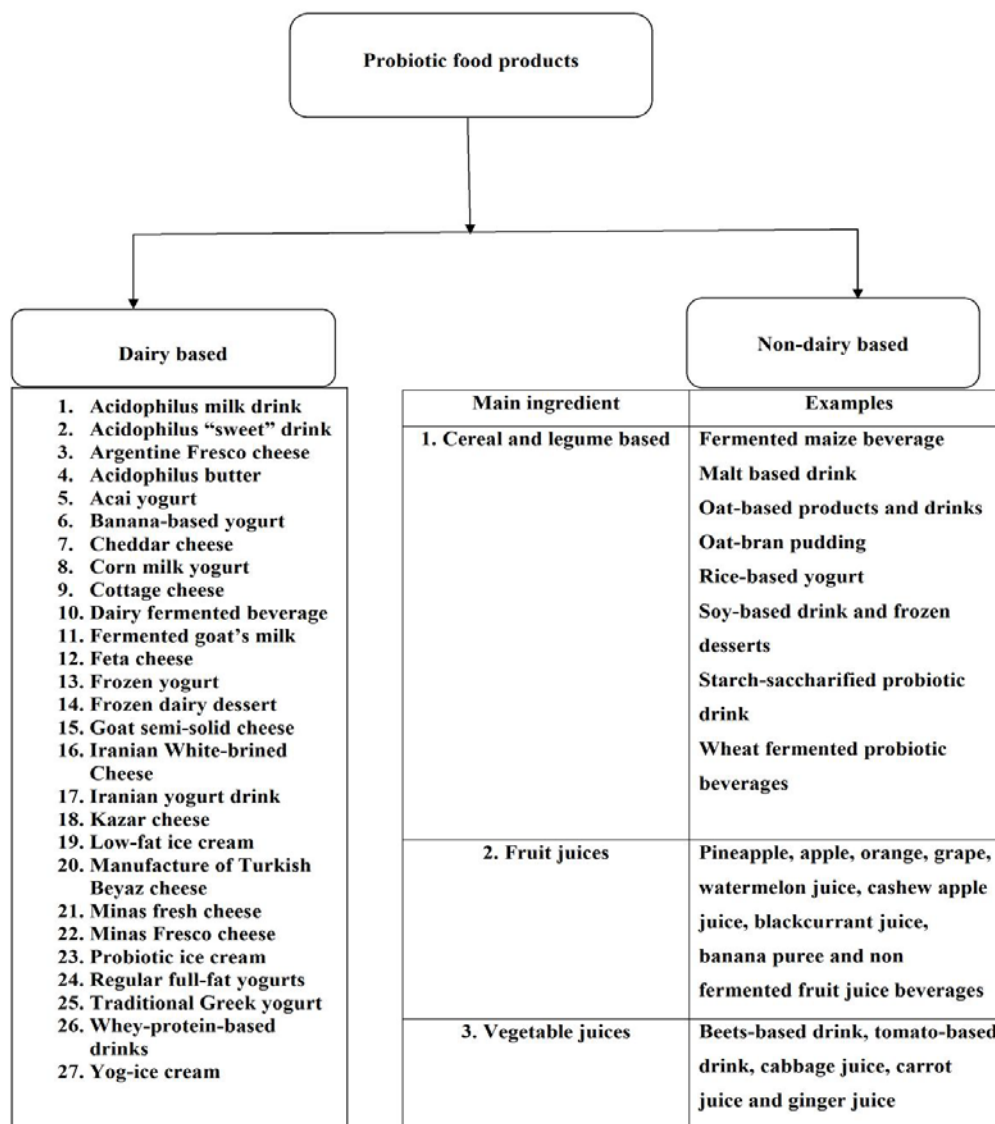 Probiotic food products
Dairy based
1. Acidophilus milk drink
2. Acidophilus “sweet” drink
3. Argentine Fresco cheese
4. Acidophilus butter
5. Acai yogurt
6. Banana-based yogurt
7. Cheddar cheese
8. Corn milk yogurt
9. Cottage cheese
10. Dairy fermented beverage
11. Fermented goat’s milk
12. Feta cheese
13. Frozen yogurt
14. Frozen dairy dessert
15. Goat semi-solid cheese
16. Iranian White-brined
Cheese
17. Iranian yogurt drink
18. Kazar cheese
19. Low-fat ice cream
20. Manufacture of Turkish
Beyaz cheese
21. Minas fresh cheese
22. Minas Fresco cheese
23. Probiotic ice cream
24. Regular full-fat yogurts
25. Traditional Greek yogurt
26. Whey-protein-based
drinks
27. Yog-ice cream
Non-dairy based
Main ingredient
Examples
1. Cereal and legume based
Fermented maize beverage
Malt based drink
Oat-based products and drinks
Oat-bran pudding
Rice-based yogurt
Soy-based drink and frozen
desserts
Starch-saccharified probiotic
drink
Wheat fermented probiotic
beverages
2. Fruit juices
Pineapple, apple, orange, grape,
watermelon juice, cashew apple
juice, blackcurrant juice,
banana puree and non
fermented fruit juice beverages
3. Vegetable juices
Beets-based drink, tomato-based
drink, cabbage juice, carrot
juice and ginger juice